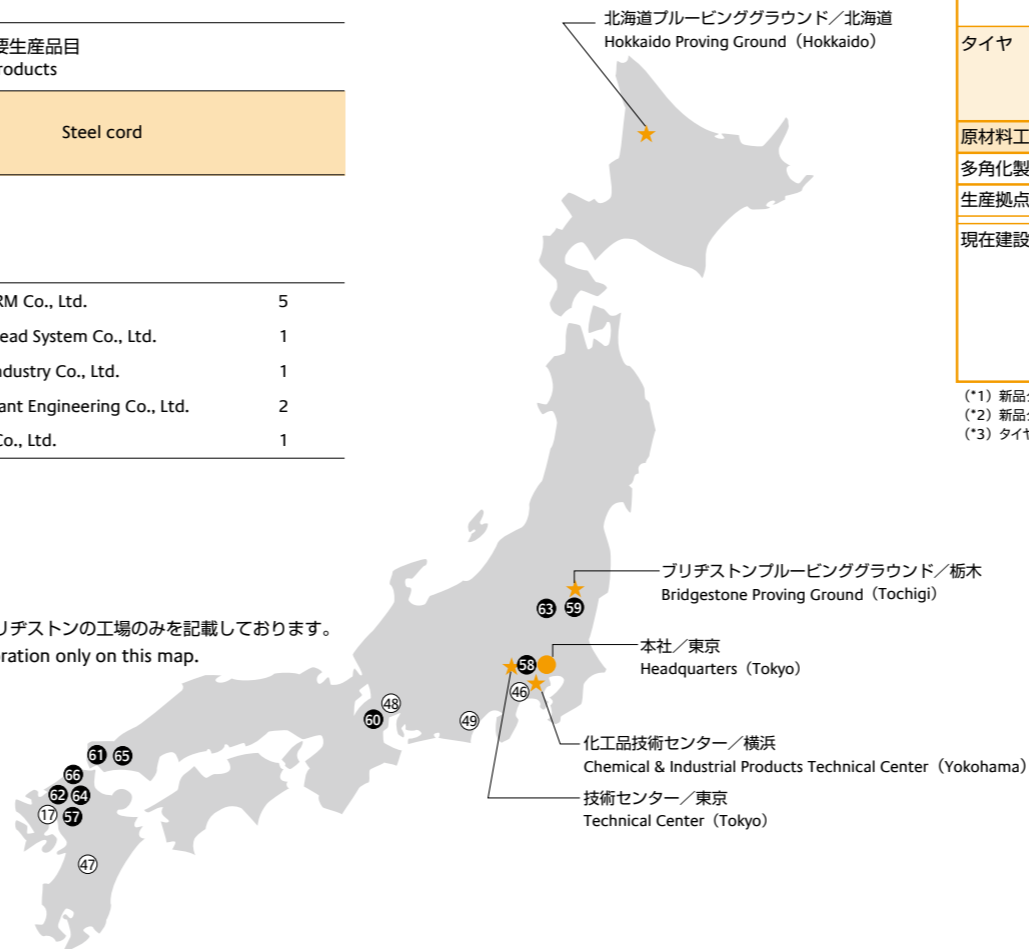 要生産品目
roducts
Steel cord
RM Co., Ltd.
5
ead System Co., Ltd.
1
ndustry Co., Ltd.
1
ant Engineering Co., Ltd.
2
Co., Ltd.
1
リヂストンの工場のみを記載しております。
oration only on this map.
北海道プルービンググラウンド／北海道
Hokkaido Proving Ground（Hokkaido）
ブリヂストンプルービンググラウンド／栃木
Bridgestone Proving Ground（Tochigi）
63
59
本社／東京
Headquarters（Tokyo）
58
46
48
60
49
化工品技術センター／横浜
Chemical & Industrial Products Technical Center（Yokohama）
技術センター／東京
Technical Center（Tokyo）
61
65
66
62
64
17
57
47
タイヤ
原材料工
多角化製
生産拠点
現在建設
（*1）新品タ
（*2）新品タ
（*3）タイヤ